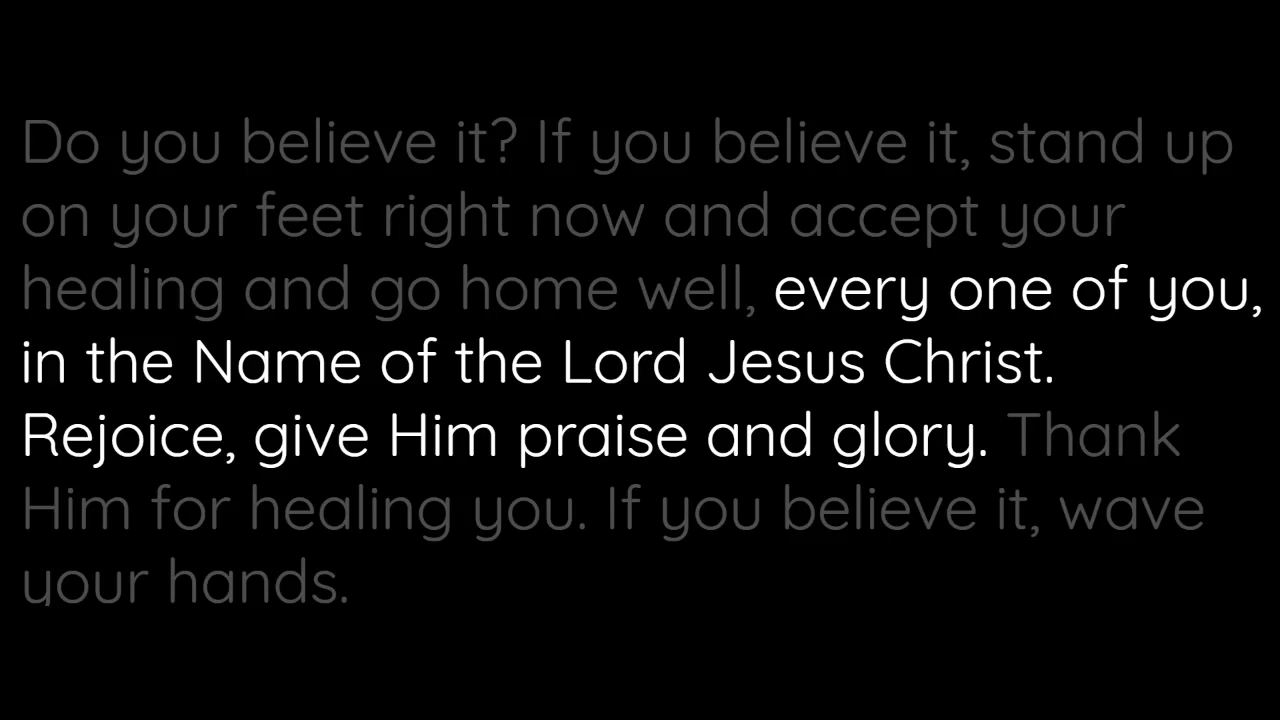 Do you believe it? If you believe it, stand up
on your feet right now and accept your
healing and go home well, every one of you,
in the Name of the Lord Jesus Christ.
Rejoice, give Him praise and glory. Thank
Him for healing you. If you believe it, wave
your hands.